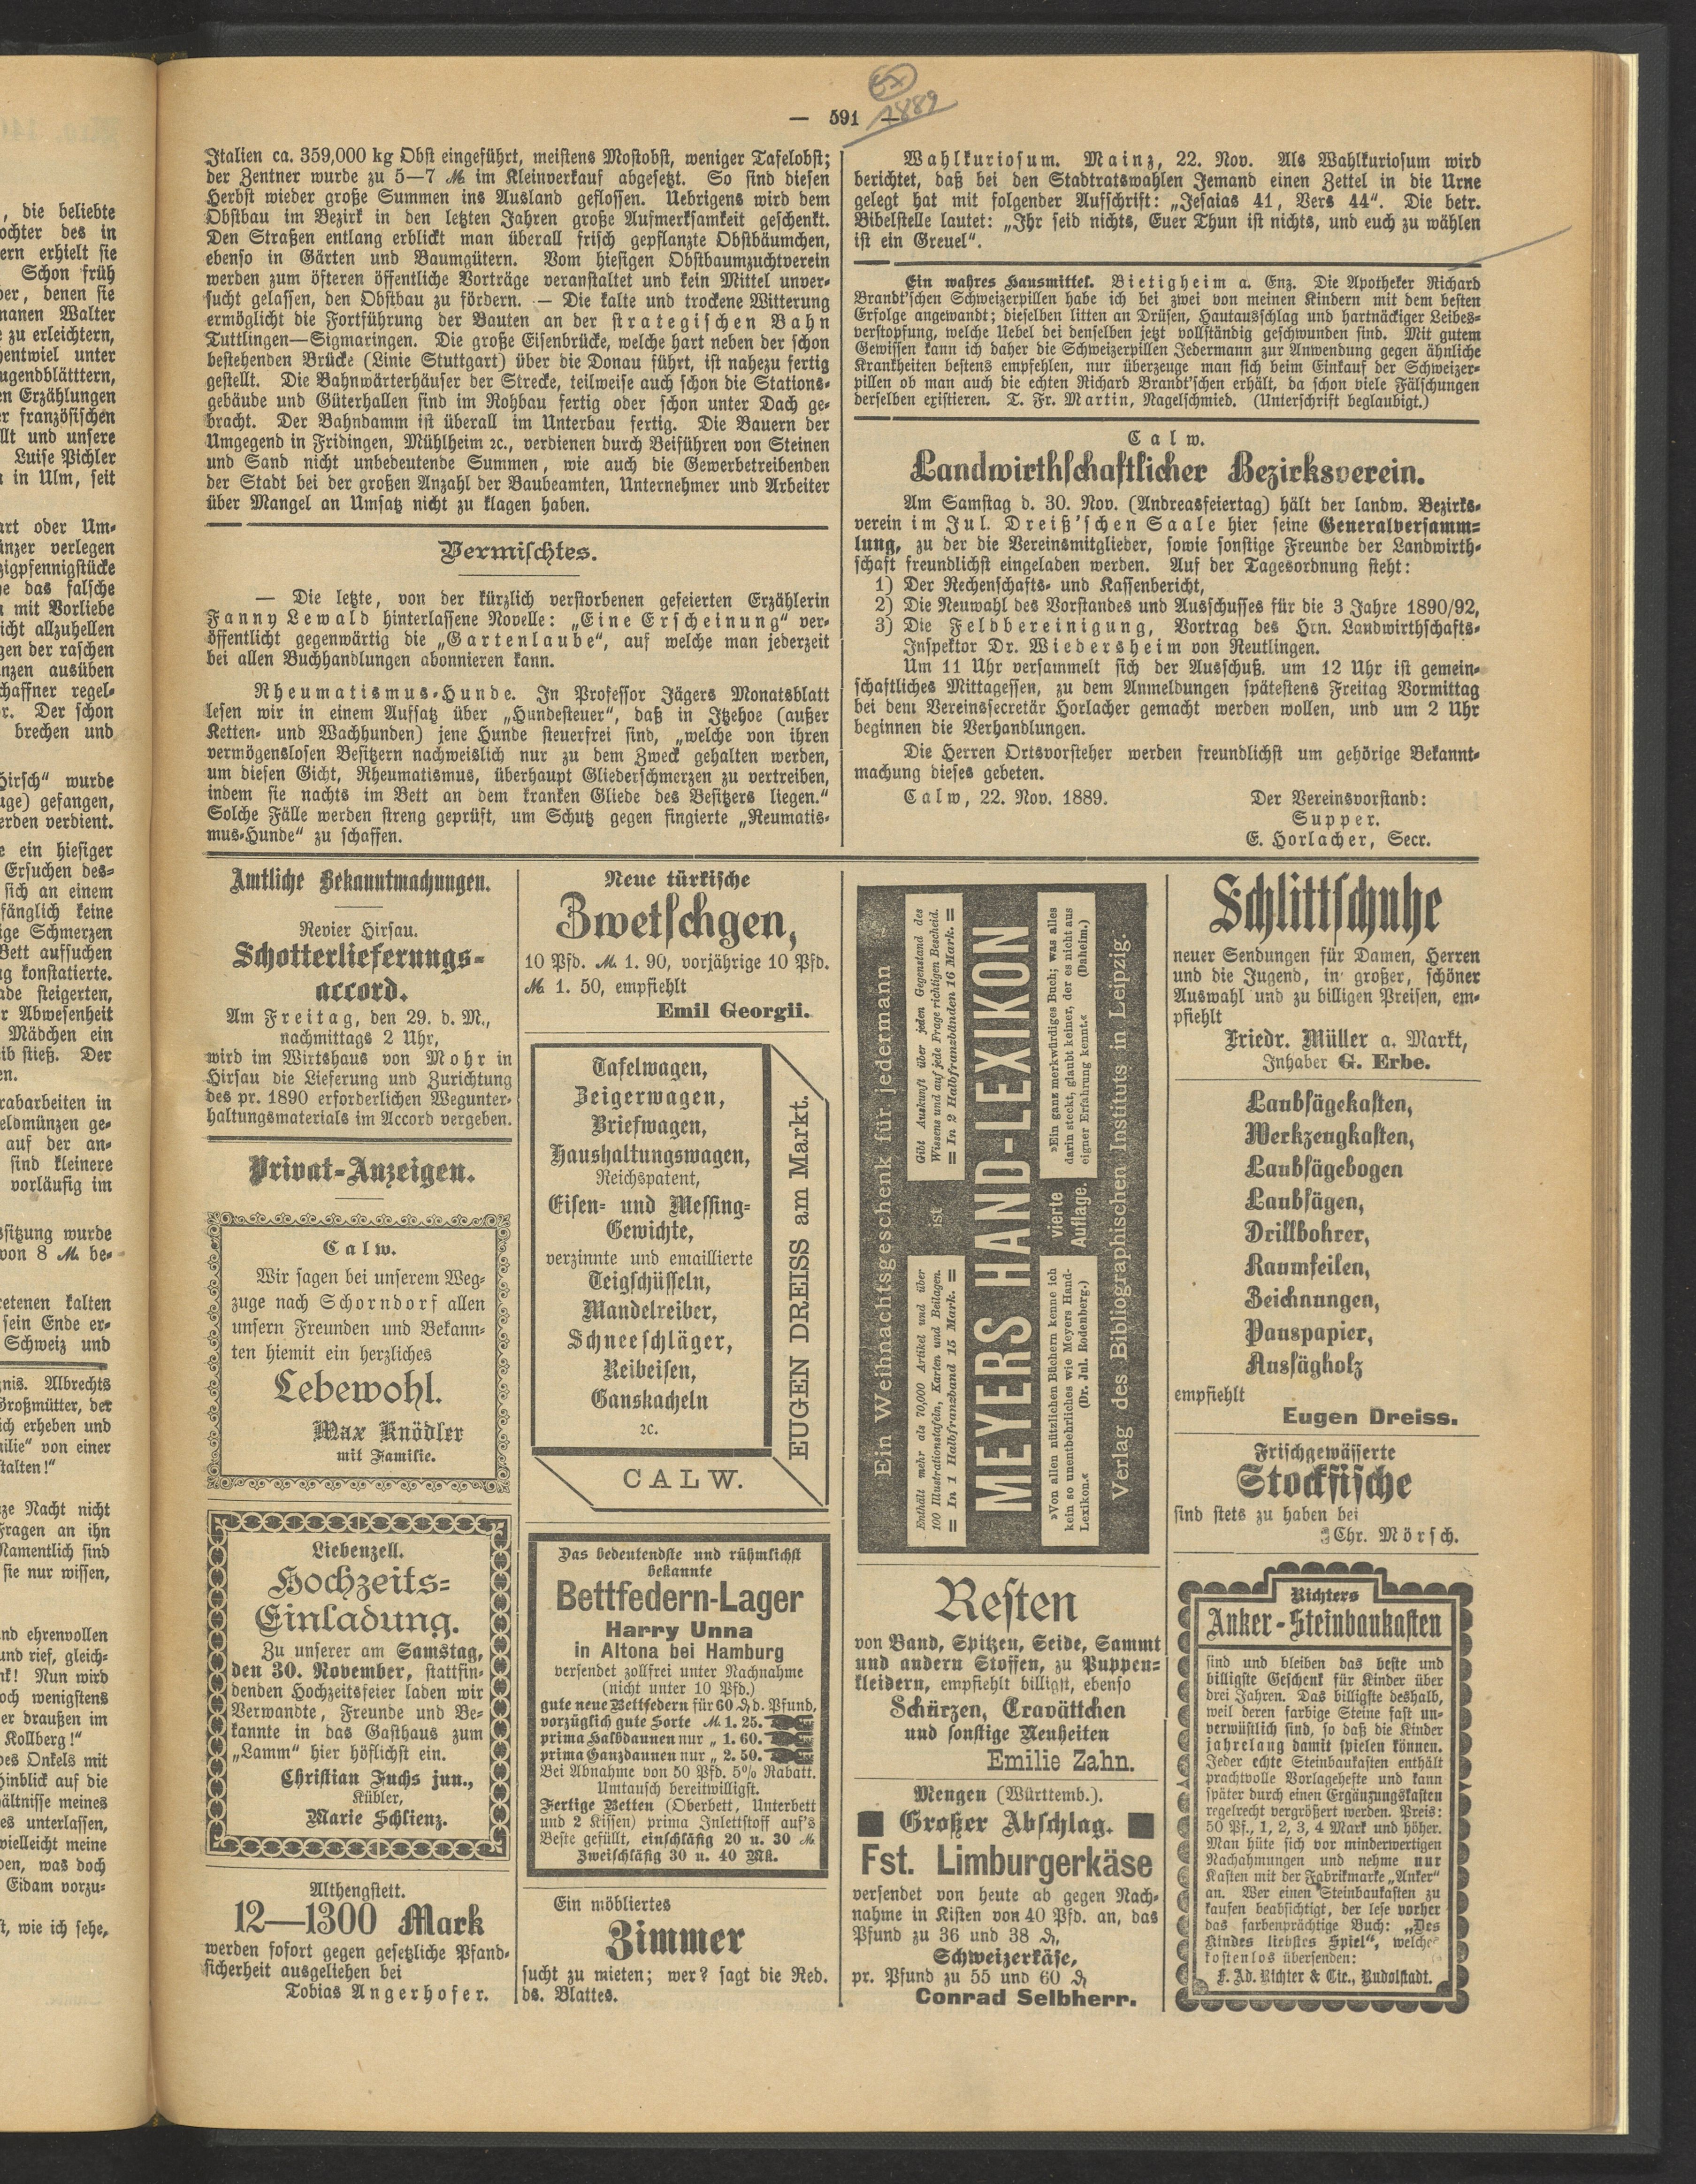 — 591 —
1889
Italien ca. 359,000 kg Obst eingeführt, meistens Mostobst, weniger Tafelobst;
der Zentner wurde zu 5—7 ℳ im Kleinverkauf abgesetzt. So sind diesen
Herbst wieder große Summen ins Ausland geflossen. Uebrigens wird dem
Obstbau im Bezirk in den letzten Jahren große Aufmerksamkeit geschenkt.
Den Straßen entlang erblickt man überall frisch gepflanzte Obstbäumchen,
ebenso in Gärten und Baumgütern. Vom hiesigen Obstbaumzuchtverein
werden zum öfteren öffentliche Vorträge veranstaltet und kein Mittel unver-
sucht gelassen, den Obstbau zu fördern. — Die kalte und trockene Witterung
ermöglicht die Fortführung der Bauten an der strategischen Bahn
Tuttlingen—Sigmaringen. Die große Eisenbrücke, welche hart neben der schon
bestehenden Brücke (Linie Stuttgart) über die Donau führt, ist nahezu fertig
gestellt. Die Bahnwärterhäuser der Strecke, teilweise auch schon die Stations-
gebäude und Güterhallen sind im Rohbau fertig oder schon unter Dach ge-
bracht. Der Bahndamm ist überall im Unterbau fertig. Die Bauern der
Umgegend in Fridingen, Mühlheim ꝛc., verdienen durch Beiführen von Steinen
und Sand nicht unbedeutende Summen, wie auch die Gewerbetreibenden
der Stadt bei der großen Anzahl der Baubeamten, Unternehmer und Arbeiter
über Mangel an Umsatz nicht zu klagen haben.
Vermischtes.
— Die letzte, von der kürzlich verstorbenen gefeierten Erzählerin
Fanny Lewald hinterlassene Novelle: „Eine Erscheinung“ ver-
öffentlicht gegenwärtig die „Gartenlaube“, auf welche man jederzeit
bei allen Buchhandlungen abonnieren kann.
Rheumatismus-Hunde. In Professor Jägers Monatsblatt
lesen wir in einem Aufsatz über „Hundesteuer“, daß in Itzehoe (außer
Ketten- und Wachhunden) jene Hunde steuerfrei sind, „welche von ihren
vermögenslosen Besitzern nachweislich nur zu dem Zweck gehalten werden,
um diesen Gicht, Rheumatismus, überhaupt Gliederschmerzen zu vertreiben,
indem sie nachts im Bett an dem kranken Gliede des Besitzers liegen.“
Solche Fälle werden streng geprüft, um Schutz gegen fingierte „Reumatis-
mus-Hunde“ zu schaffen.
Wahlkuriosum. Mainz, 22. Nov. Als Wahlkuriosum wird
berichtet, daß bei den Stadtratswahlen Jemand einen Zettel in die Urne
gelegt hat mit folgender Aufschrift: „Jesaias 41, Vers 44“. Die betr.
Bibelstelle lautet: „Ihr seid nichts, Euer Thun ist nichts, und euch zu wählen
ist ein Greuel“.
Ein wahres Hausmittel. Bietigheim a. Enz. Die Apotheker Richard
Brandt'schen Schweizerpillen habe ich bei zwei von meinen Kindern mit dem besten
Erfolge angewandt; dieselben litten an Drüsen, Hautausschlag und hartnäckiger Leibes-
verstopfung, welche Uebel bei denselben jetzt vollständig geschwunden sind. Mit gutem
Gewissen kann ich daher die Schweizerpillen Jedermann zur Anwendung gegen ähnliche
Krankheiten bestens empfehlen, nur überzeuge man sich beim Einkauf der Schweizer-
pillen ob man auch die echten Richard Brandt'schen erhält, da schon viele Fälschungen
derselben existieren. T. Fr. Martin, Nagelschmied. (Unterschrift beglaubigt.)
Calw.
Landwirthschaftlicher Bezirksverein.
Am Samstag d. 30. Nov. (Andreasfeiertag) hält der landw. Bezirks-
verein im Jul. Dreiß'schen Saale hier seine Generalversamm-
lung, zu der die Vereinsmitglieder, sowie sonstige Freunde der Landwirth-
schaft freundlichst eingeladen werden. Auf der Tagesordnung steht:
1) Der Rechenschafts- und Kassenbericht,
2) Die Neuwahl des Vorstandes und Ausschusses für die 3 Jahre 1890/92,
3) Die Feldbereinigung, Vortrag des Hrn. Landwirthschafts-
Inspektor Dr. Wiedersheim von Reutlingen.
Um 11 Uhr versammelt sich der Ausschuß, um 12 Uhr ist gemein-
schaftliches Mittagessen, zu dem Anmeldungen spätestens Freitag Vormittag
bei dem Vereinssecretär Horlacher gemacht werden wollen, und um 2 Uhr
beginnen die Verhandlungen.
Die Herren Ortsvorsteher werden freundlichst um gehörige Bekannt-
machung dieses gebeten.
Calw, 22. Nov. 1889.
Der Vereinsvorstand:
Supper.
E. Horlacher, Secr.
Amtliche Bekanntmachungen.
Revier Hirsau.
Schotterlieferungs-
accord.
Am Freitag, den 29. d. M.,
nachmittags 2 Uhr,
wird im Wirtshaus von Mohr in
Hirsau die Lieferung und Zurichtung
des pr. 1890 erforderlichen Wegunter-
haltungsmaterials im Accord vergeben.
Privat-Anzeigen.
Calw.
Wir sagen bei unserem Weg-
zuge nach Schorndorf allen
unsern Freunden und Bekann-
ten hiemit ein herzliches
Lebewohl.
Max Knödler
mit Familie.
Liebenzell.
Hochzeits-
Einladung.
Zu unserer am Samstag,
den 30. November, stattfin-
denden Hochzeitsfeier laden wir
Verwandte, Freunde und Be-
kannte in das Gasthaus zum
„Lamm“ hier höflichst ein.
Christian Fuchs jun.,
Kübler,
Marie Schlienz.
Althengstett.
12—1300 Mark
werden sofort gegen gesetzliche Pfand-
sicherheit ausgeliehen bei
Tobias Angerhofer.
Neue türkische
Zwetschgen,
10 Pfd. ℳ 1. 90, vorjährige 10 Pfd.
ℳ 1. 50, empfiehlt
Emil Georgii.
Tafelwagen,
Zeigerwagen,
Briefwagen,
Haushaltungswagen,
Reichspatent,
Eisen- und Messing-
Gewichte,
verzinnte und emaillierte
Teigschüsseln,
Mandelreiber,
Schneeschläger,
Reibeisen,
Ganskacheln
ꝛc.
EUGEN DREISS am Markt.
CALW.
Das bedeutendste und rühmlichst
bekannte
Bettfedern-Lager
Harry Unna
in Altona bei Hamburg
versendet zollfrei unter Nachnahme
(nicht unter 10 Pfd.)
gute neue Bettfedern für 60 ₰ d. Pfund,
vorzüglich gute Sorte ℳ 1. 25.
prima Halbdaunen nur „ 1. 60.
prima Ganzdaunen nur „ 2. 50.
Bei Abnahme von 50 Pfd. 5% Rabatt.
Umtausch bereitwilligst.
Fertige Betten (Oberbett, Unterbett
und 2 Kissen) prima Inlettstoff auf's
Beste gefüllt, einschläfig 20 u. 30 ℳ
Zweischläfig 30 u. 40 Mk.
Ein möbliertes
Zimmer
sucht zu mieten; wer? sagt die Red.
ds. Blattes.
Ein Weihnachtsgeschenk für jedermann
ist
Enthält mehr als 70,000 Artikel und über
100 Illustrationstafeln, Karten und Beilagen.
= In 1 Halbfranzband 15 Mark. =
Gibt Auskunft über jeden Gegenstand des
Wissens und auf jede Frage richtigen Bescheid.
= In 2 Halbfranzbänden 16 Mark. =
MEYERS HAND-LEXIKON
»Von allen nützlichen Büchern kenne ich
kein so unentbehrliches wie Meyers Hand-
Lexikon.« (Dr. Jul. Rodenberg.)
vierte
Auflage.
»Ein ganz merkwürdiges Buch; was alles
darin steckt, glaubt keiner, der es nicht aus
eigner Erfahrung kennt.« (Daheim.)
Verlag des Bibliographischen Instituts in Leipzig.
Resten
von Band, Spitzen, Seide, Sammt
und andern Stoffen, zu Puppen-
kleidern, empfiehlt billigst, ebenso
Schürzen, Cravättchen
und sonstige Neuheiten
Emilie Zahn.
Mengen (Württemb.).
Großer Abschlag.
Fst. Limburgerkäse
versendet von heute ab gegen Nach-
nahme in Kisten von 40 Pfd. an, das
Pfund zu 36 und 38 ₰,
Schweizerkäse,
pr. Pfund zu 55 und 60 ₰
Conrad Selbherr.
Schlittschuhe
neuer Sendungen für Damen, Herren
und die Jugend, in großer, schöner
Auswahl und zu billigen Preisen, em-
pfiehlt
Friedr. Müller a. Markt,
Inhaber G. Erbe.
Laubsägekasten,
Werkzeugkasten,
Laubsägebogen
Laubsägen,
Drillbohrer,
Raumfeilen,
Zeichnungen,
Pauspapier,
Aussägholz
empfiehlt
Eugen Dreiss.
Frischgewässerte
Stockfische
sind stets zu haben bei
Chr. Mörsch.
Richters
Anker-Steinbaukasten
sind und bleiben das beste und
billigste Geschenk für Kinder über
drei Jahren. Das billigste deshalb,
weil deren farbige Steine fast un-
verwüstlich sind, so daß die Kinder
jahrelang damit spielen können.
Jeder echte Steinbaukasten enthält
prachtvolle Vorlagehefte und kann
später durch einen Ergänzungskasten
regelrecht vergrößert werden. Preis:
50 Pf., 1, 2, 3, 4 Mark und höher.
Man hüte sich vor minderwertigen
Nachahmungen und nehme nur
Kasten mit der Fabrikmarke „Anker“
an. Wer einen Steinbaukasten zu
kaufen beabsichtigt, der lese vorher
das farbenprächtige Buch: „Des
Kindes liebstes Spiel“, welche
kostenlos übersenden:
F. Ad. Richter & Cie., Rudolstadt.